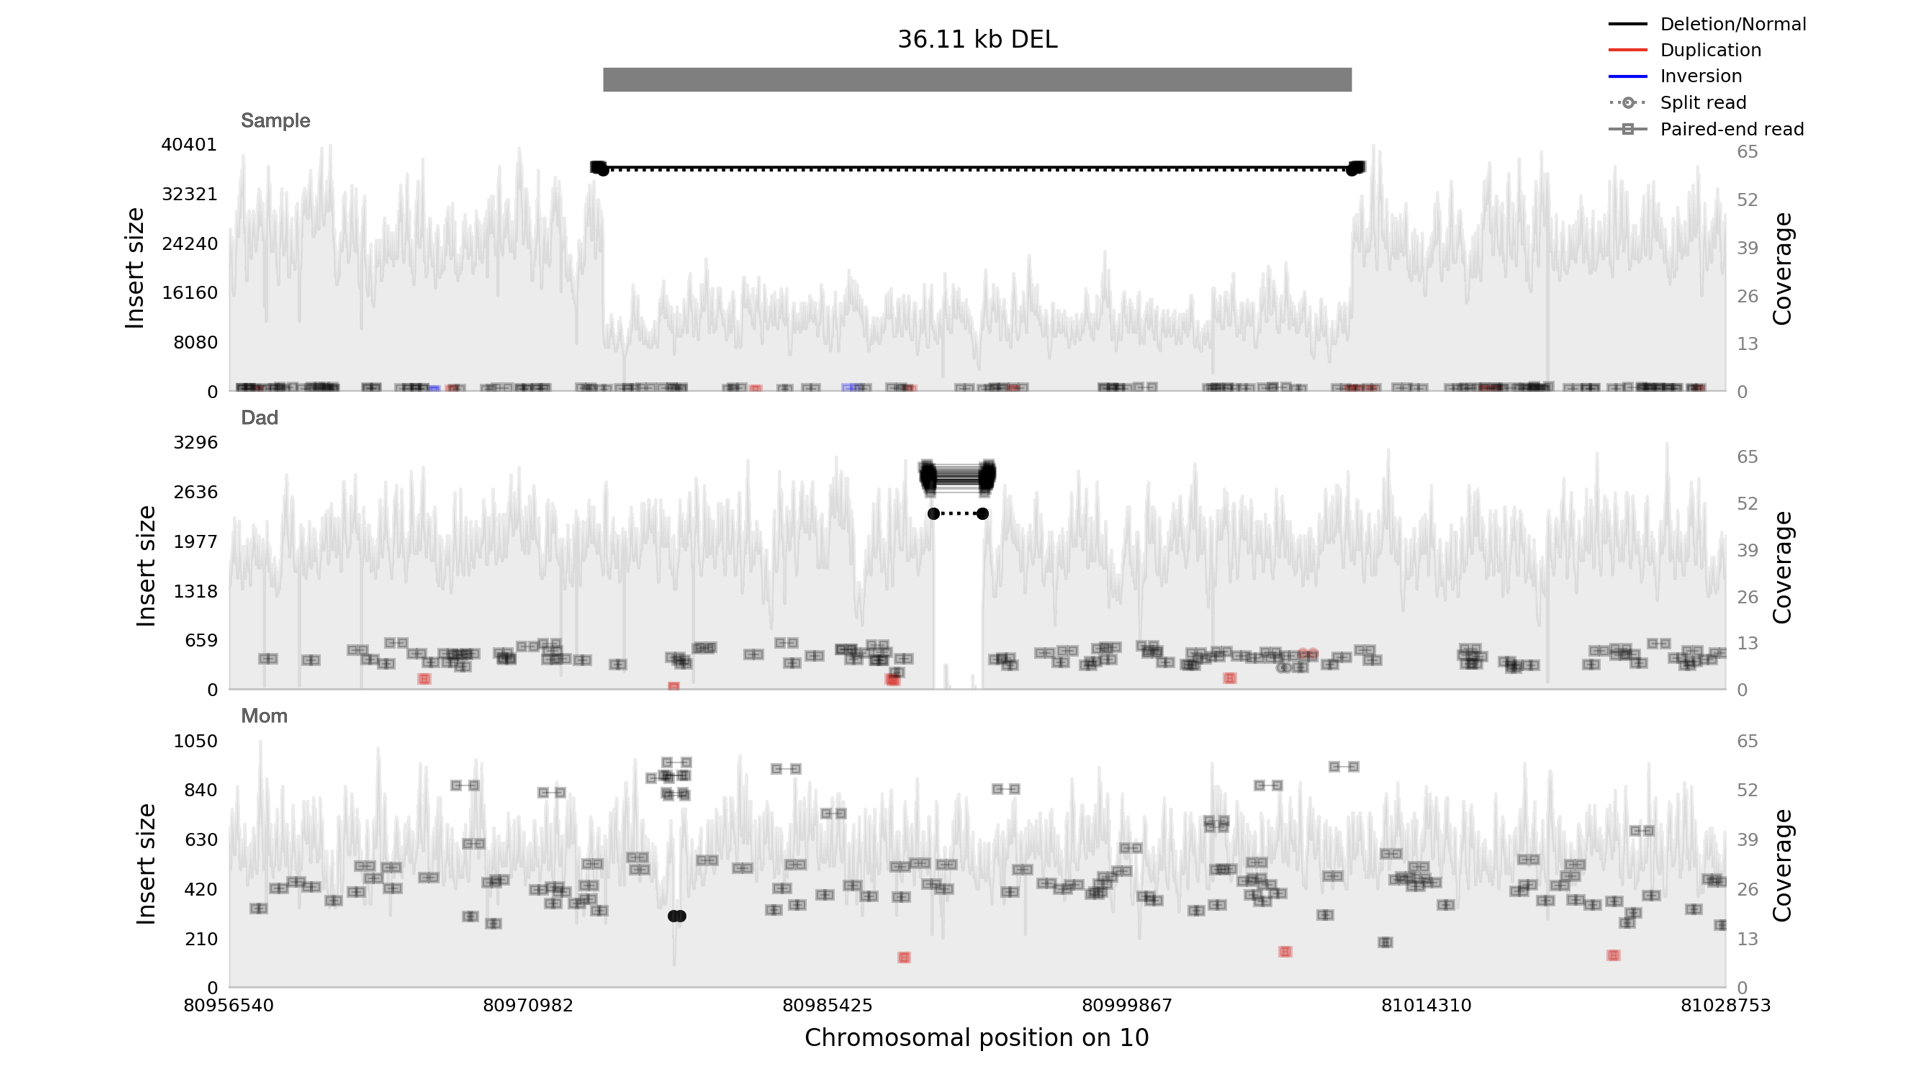 36.11 kb DEL
Deletion/Normal
Duplication
Inversion
Split read
Paired-end read
Sample
40401
32321
24240
16160
8080
0
Insert size
65
52
39
26
13
0
Coverage
Dad
3296
2636
1977
1318
659
0
Insert size
65
52
39
26
13
0
Coverage
Mom
1050
840
630
420
210
0
Insert size
65
52
39
26
13
0
Coverage
80956540 80970982 80985425 80999867 81014310 81028753
Chromosomal position on 10